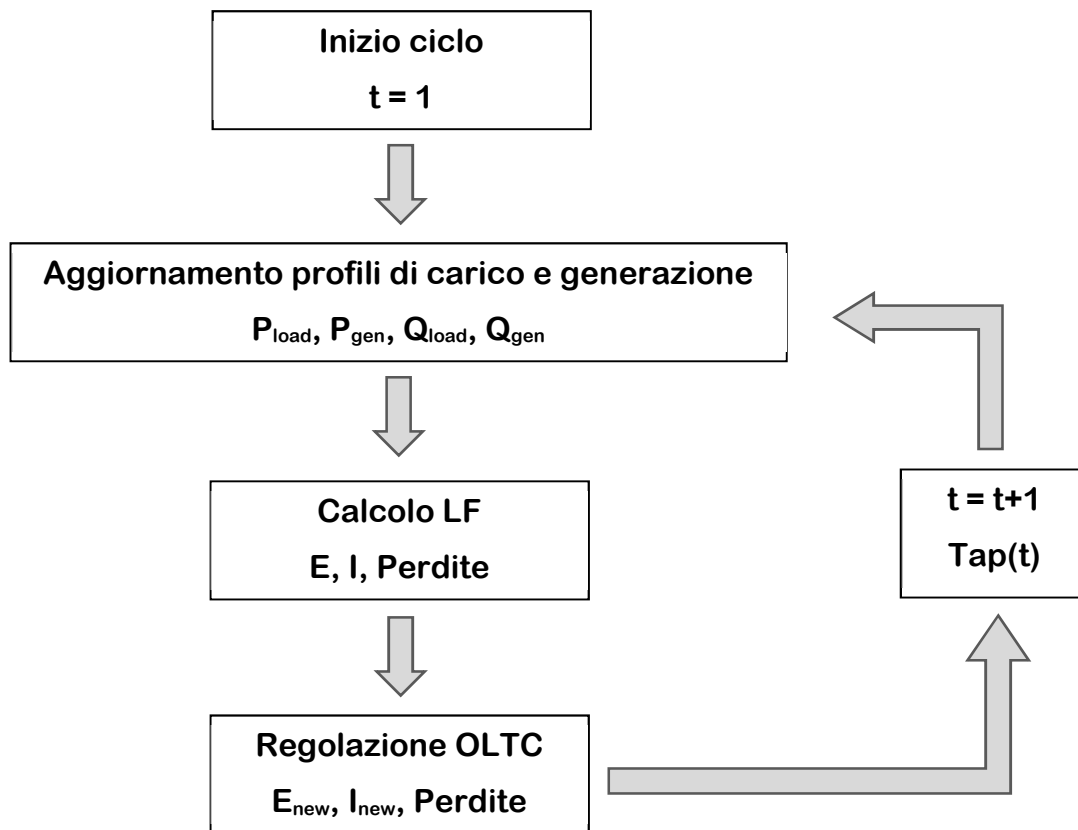 Inizio ciclo
t = 1
Aggiornamento profili di carico e generazione
Pload, Pgen, Qload, Qgen
Calcolo LF
E, I, Perdite
t = t+1
Tap(t)
Regolazione OLTC
Enew, Inew, Perdite